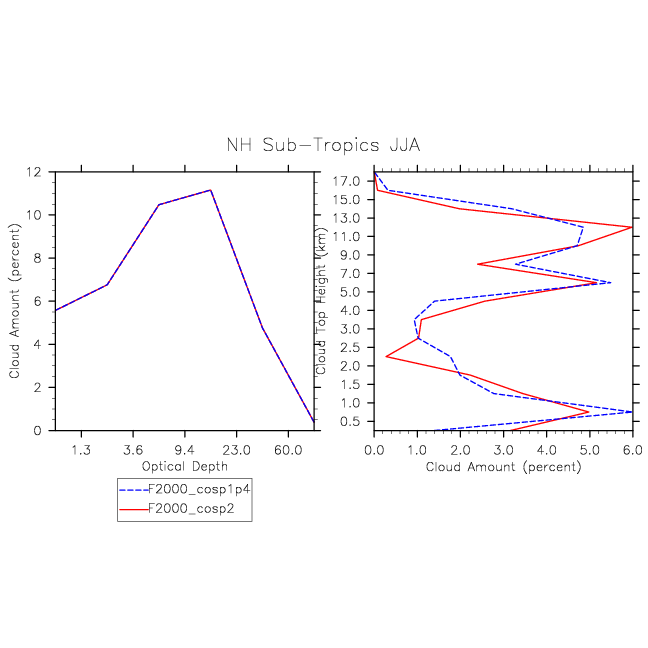 NH Sub-Tropics JJA
Cloud Amount (percent)
12
10
8
6
4
2
0
1.3 3.6 9.4 23.0 60.0
Optical Depth
Cloud Top Height (km)
17.0
15.0
13.0
11.0
9.0
7.0
5.0
4.0
3.0
2.5
2.0
1.5
1.0
0.5
0.0 1.0 2.0 3.0 4.0 5.0 6.0
Cloud Amount (percent)
F2000_cosp1p4
F2000_cosp2